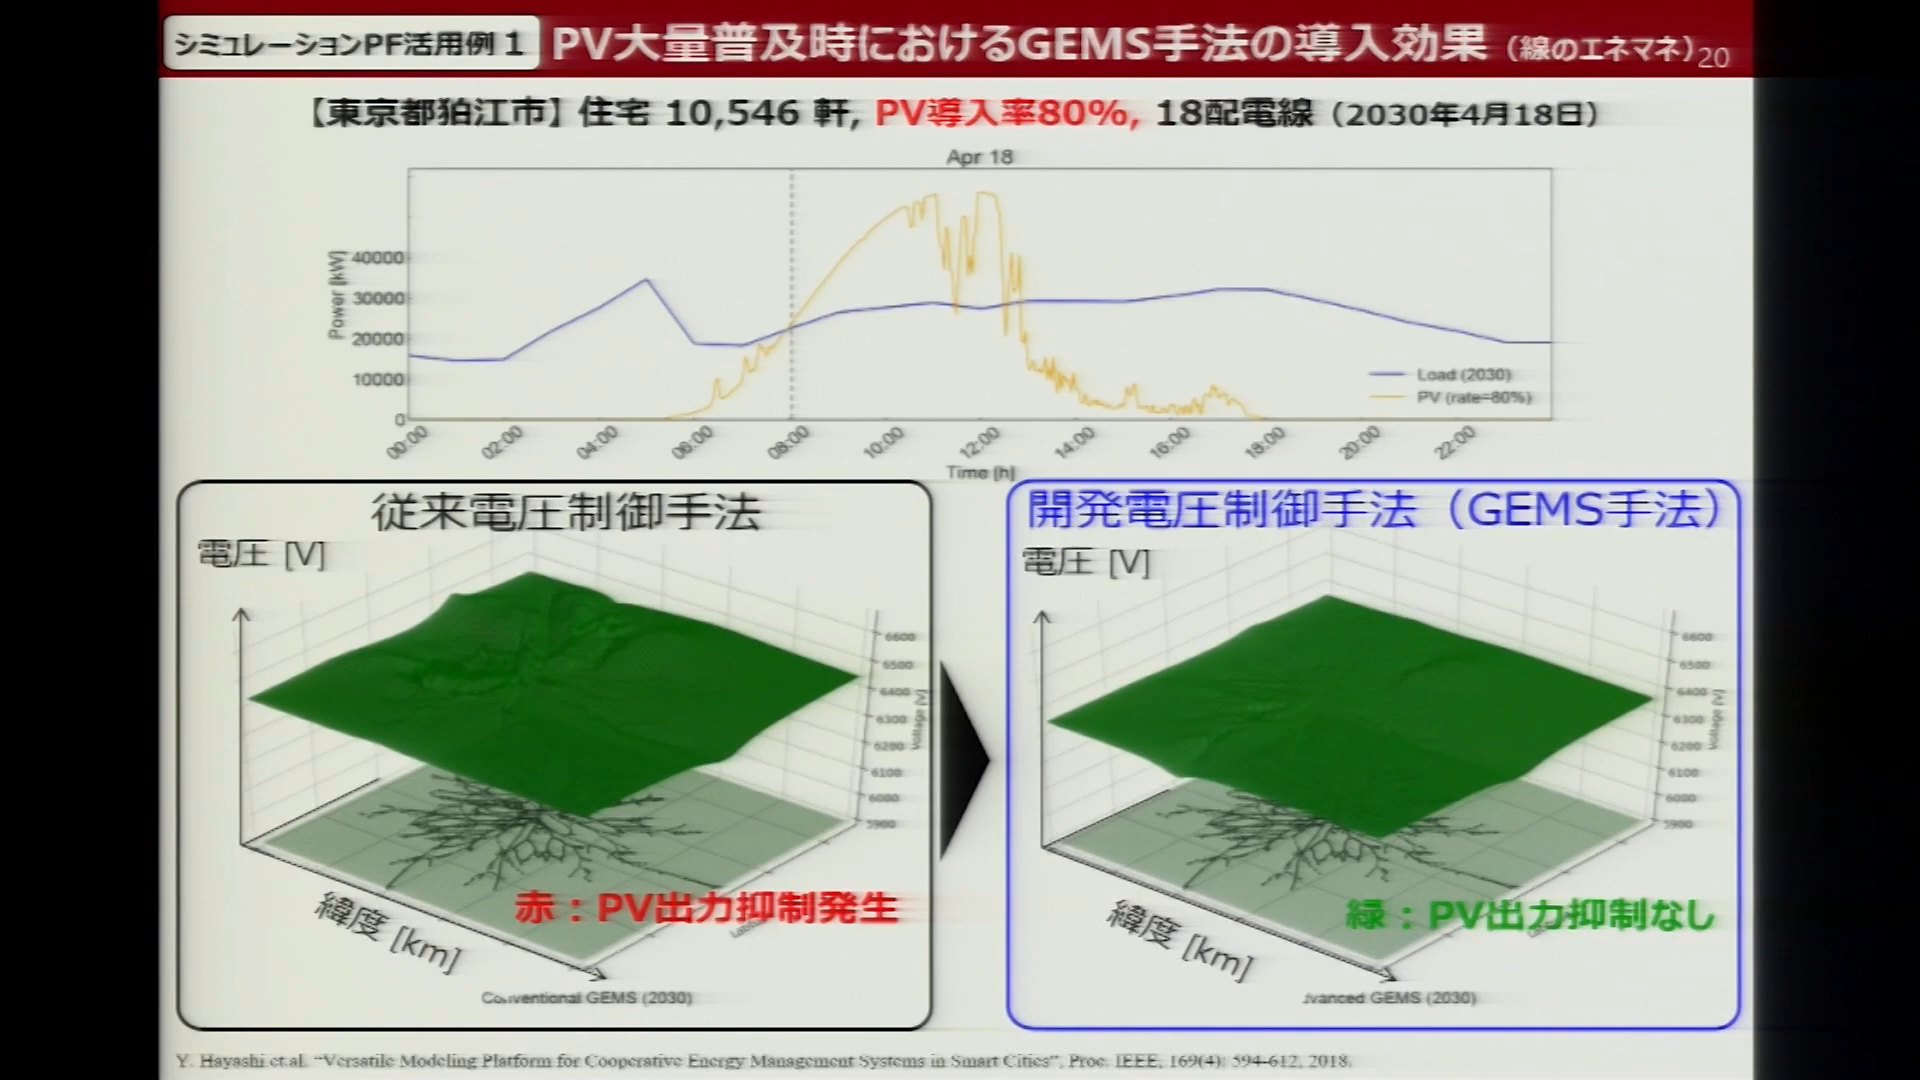 シミュレーションPF活用例1 PV大量普及時におけるGEMS手法の導入効果（線のエネマネ）20
【東京都狛江市】住宅 10,546 軒, PV導入率80%, 18配電線（2030年4月18日）
Apr 18
Power [kW]
40000
30000
20000
10000
0
Load (2030)
PV (rate=80%)
00:00 02:00 04:00 06:00 08:00 10:00 12:00 14:00 16:00 18:00 20:00 22:00
Time [h]
従来電圧制御手法
電圧 [V]
6600
6500
6400
6300
6200
6100
6000
5900
Voltage [V]
緯度 [km]
赤：PV出力抑制発生
Conventional GEMS (2030)
開発電圧制御手法（GEMS手法）
電圧 [V]
6600
6500
6400
6300
6200
6100
6000
5900
Voltage [V]
緯度 [km]
緑：PV出力抑制なし
vanced GEMS (2030)
Y. Hayashi et.al. “Versatile Modeling Platform for Cooperative Energy Management Systems in Smart Cities”, Proc. IEEE, 169(4): 594-612, 2018.